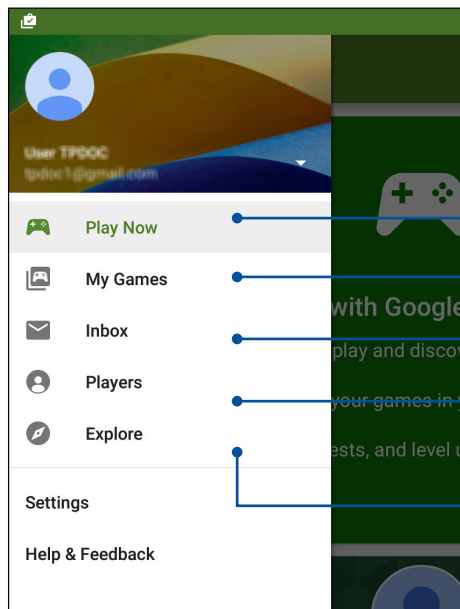 User TPDOC
tpdoc1@gmail.com
Play Now
My Games
Inbox
Players
Explore
Settings
Help & Feedback
with Google
play and disco
your games in
ests, and level